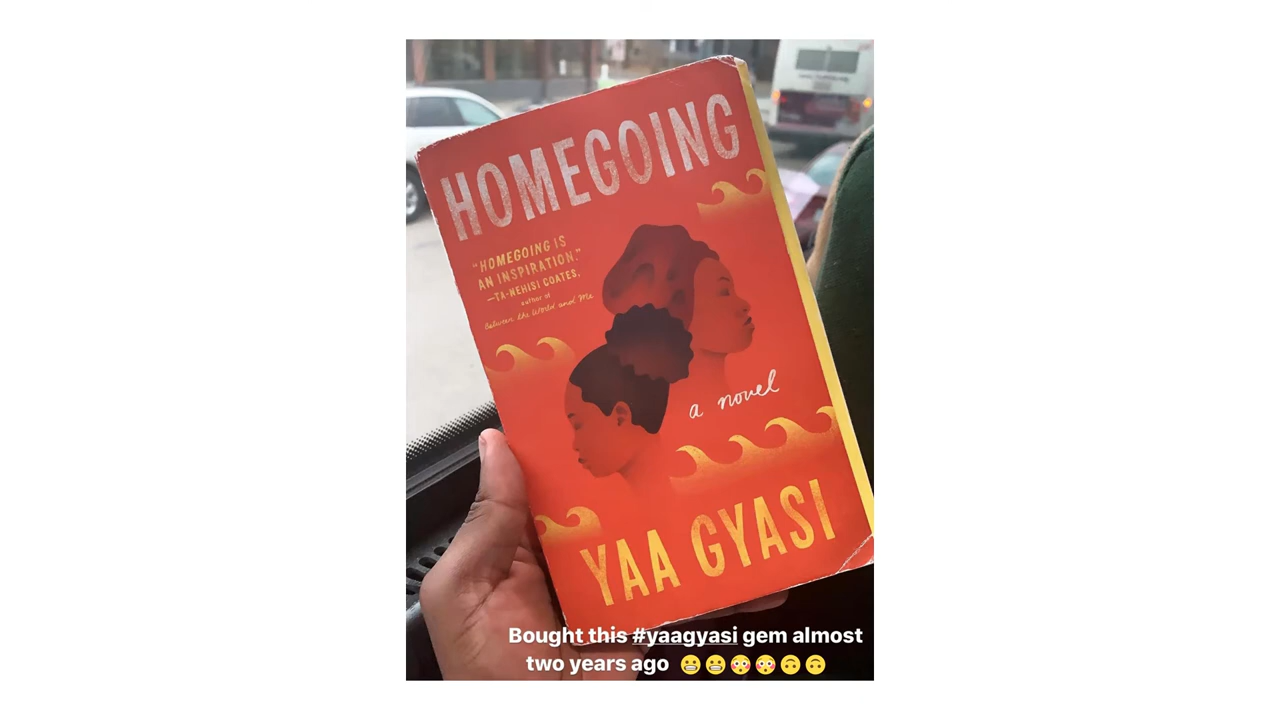 HOMEGOING
"HOMEGOING IS
AN INSPIRATION."
—TA-NEHISI COATES,
author of
Between the World and Me
a novel
YAA GYASI
Bought this #yaagyasi gem almost
two years ago 😬😬😳😳🙃🙃